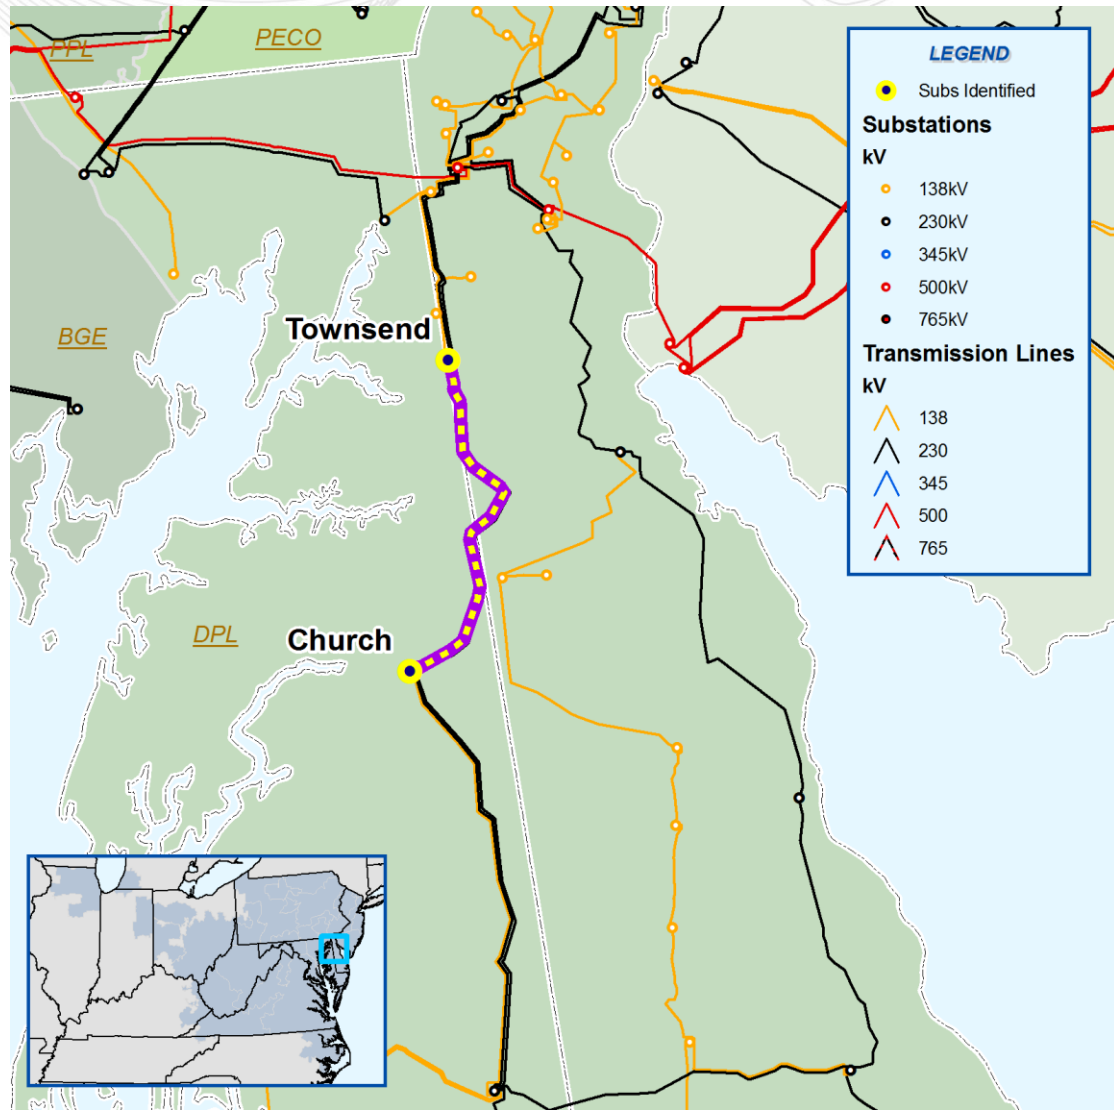 PECO
PPL
LEGEND
Subs Identified
Substations
kV
138kV
230kV
345kV
500kV
765kV
Transmission Lines
kV
138
230
345
500
765
Townsend
BGE
DPL
Church